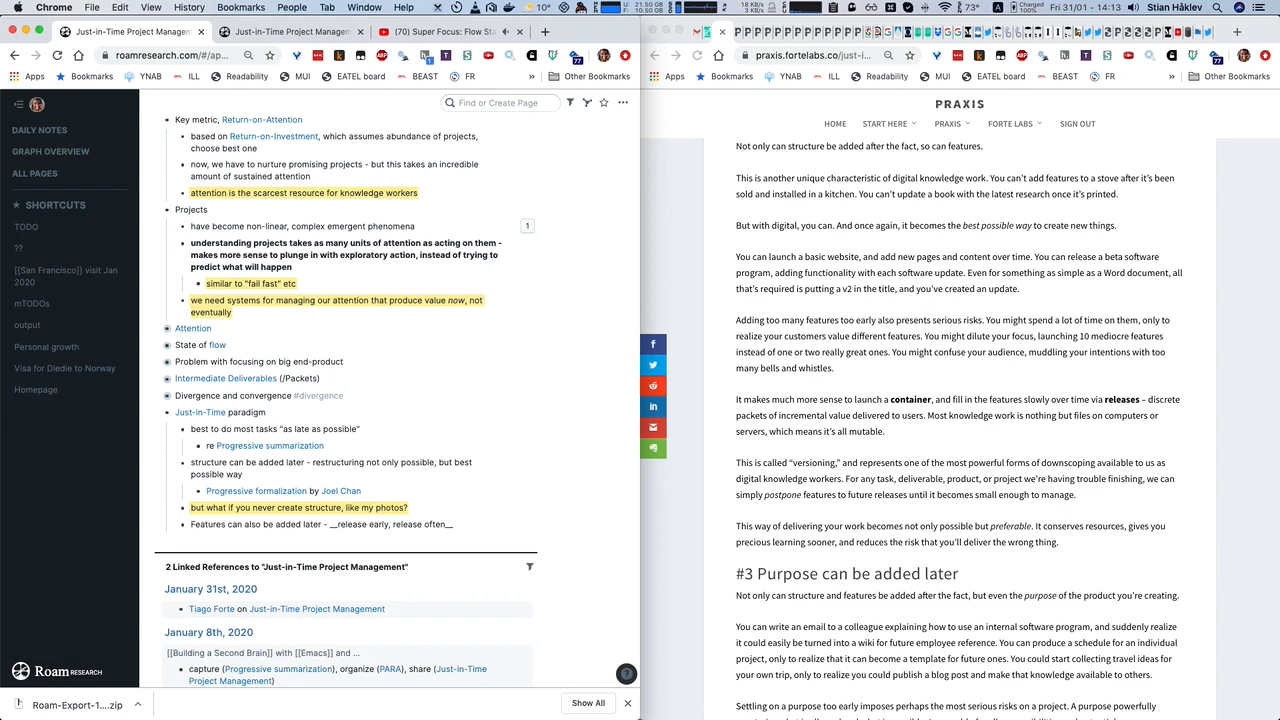 Chrome File Edit View History Bookmarks People Tab Window Help
10° 21.50 GB 10.50 GB 18 KB/s 3 KB/s 73° Charged 100% Fri 31/01 - 14:13 Stian Håklev
Just-in-Time Project Managemen
Just-in-Time Project Managemen
(70) Super Focus: Flow Sta
roamresearch.com/#/ap...
Apps Bookmarks YNAB ILL Readability MUI EATEL board BEAST FR » Other Bookmarks
DAILY NOTES
GRAPH OVERVIEW
ALL PAGES
★ SHORTCUTS
TODO
??
[[San Francisco]] visit Jan
2020
mTODOs
output
Personal growth
Visa for Diedie to Norway
Homepage
Roam RESEARCH
Find or Create Page
Key metric, Return-on-Attention
based on Return-on-Investment, which assumes abundance of projects,
choose best one
now, we have to nurture promising projects - but this takes an incredible
amount of sustained attention
attention is the scarcest resource for knowledge workers
Projects
have become non-linear, complex emergent phenomena
1
understanding projects takes as many units of attention as acting on them -
makes more sense to plunge in with exploratory action, instead of trying to
predict what will happen
similar to "fail fast" etc
we need systems for managing our attention that produce value now, not
eventually
Attention
State of flow
Problem with focusing on big end-product
Intermediate Deliverables (/Packets)
Divergence and convergence #divergence
Just-in-Time paradigm
best to do most tasks "as late as possible"
re Progressive summarization
structure can be added later - restructuring not only possible, but best
possible way
Progressive formalization by Joel Chan
but what if you never create structure, like my photos?
Features can also be added later - __release early, release often__
2 Linked References to "Just-in-Time Project Management"
January 31st, 2020
Tiago Forte on Just-in-Time Project Management
January 8th, 2020
[[Building a Second Brain]] with [[Emacs]] and ...
capture (Progressive summarization), organize (PARA), share (Just-in-Time
Project Management)
Roam-Export-1....zip
Show All
praxis.fortelabs.co/just-i...
Apps Bookmarks YNAB ILL Readability MUI EATEL board BEAST FR » Other Bookmarks
PRAXIS
HOME START HERE PRAXIS FORTE LABS SIGN OUT
Not only can structure be added after the fact, so can features.
This is another unique characteristic of digital knowledge work. You can't add features to a stove after it's been
sold and installed in a kitchen. You can't update a book with the latest research once it's printed.
But with digital, you can. And once again, it becomes the best possible way to create new things.
You can launch a basic website, and add new pages and content over time. You can release a beta software
program, adding functionality with each software update. Even for something as simple as a Word document, all
that's required is putting a v2 in the title, and you've created an update.
Adding too many features too early also presents serious risks. You might spend a lot of time on them, only to
realize your customers value different features. You might dilute your focus, launching 10 mediocre features
instead of one or two really great ones. You might confuse your audience, muddling your intentions with too
many bells and whistles.
It makes much more sense to launch a container, and fill in the features slowly over time via releases – discrete
packets of incremental value delivered to users. Most knowledge work is nothing but files on computers or
servers, which means it's all mutable.
This is called “versioning,” and represents one of the most powerful forms of downscoping available to us as
digital knowledge workers. For any task, deliverable, product, or project we're having trouble finishing, we can
simply postpone features to future releases until it becomes small enough to manage.
This way of delivering your work becomes not only possible but preferable. It conserves resources, gives you
precious learning sooner, and reduces the risk that you'll deliver the wrong thing.
#3 Purpose can be added later
Not only can structure and features be added after the fact, but even the purpose of the product you're creating.
You can write an email to a colleague explaining how to use an internal software program, and suddenly realize
it could easily be turned into a wiki for future employee reference. You can produce a schedule for an individual
project, only to realize that it can become a template for future ones. You could start collecting travel ideas for
your own trip, only to realize you could publish a blog post and make that knowledge available to others.
Settling on a purpose too early imposes perhaps the most serious risks on a project. A purpose powerfully